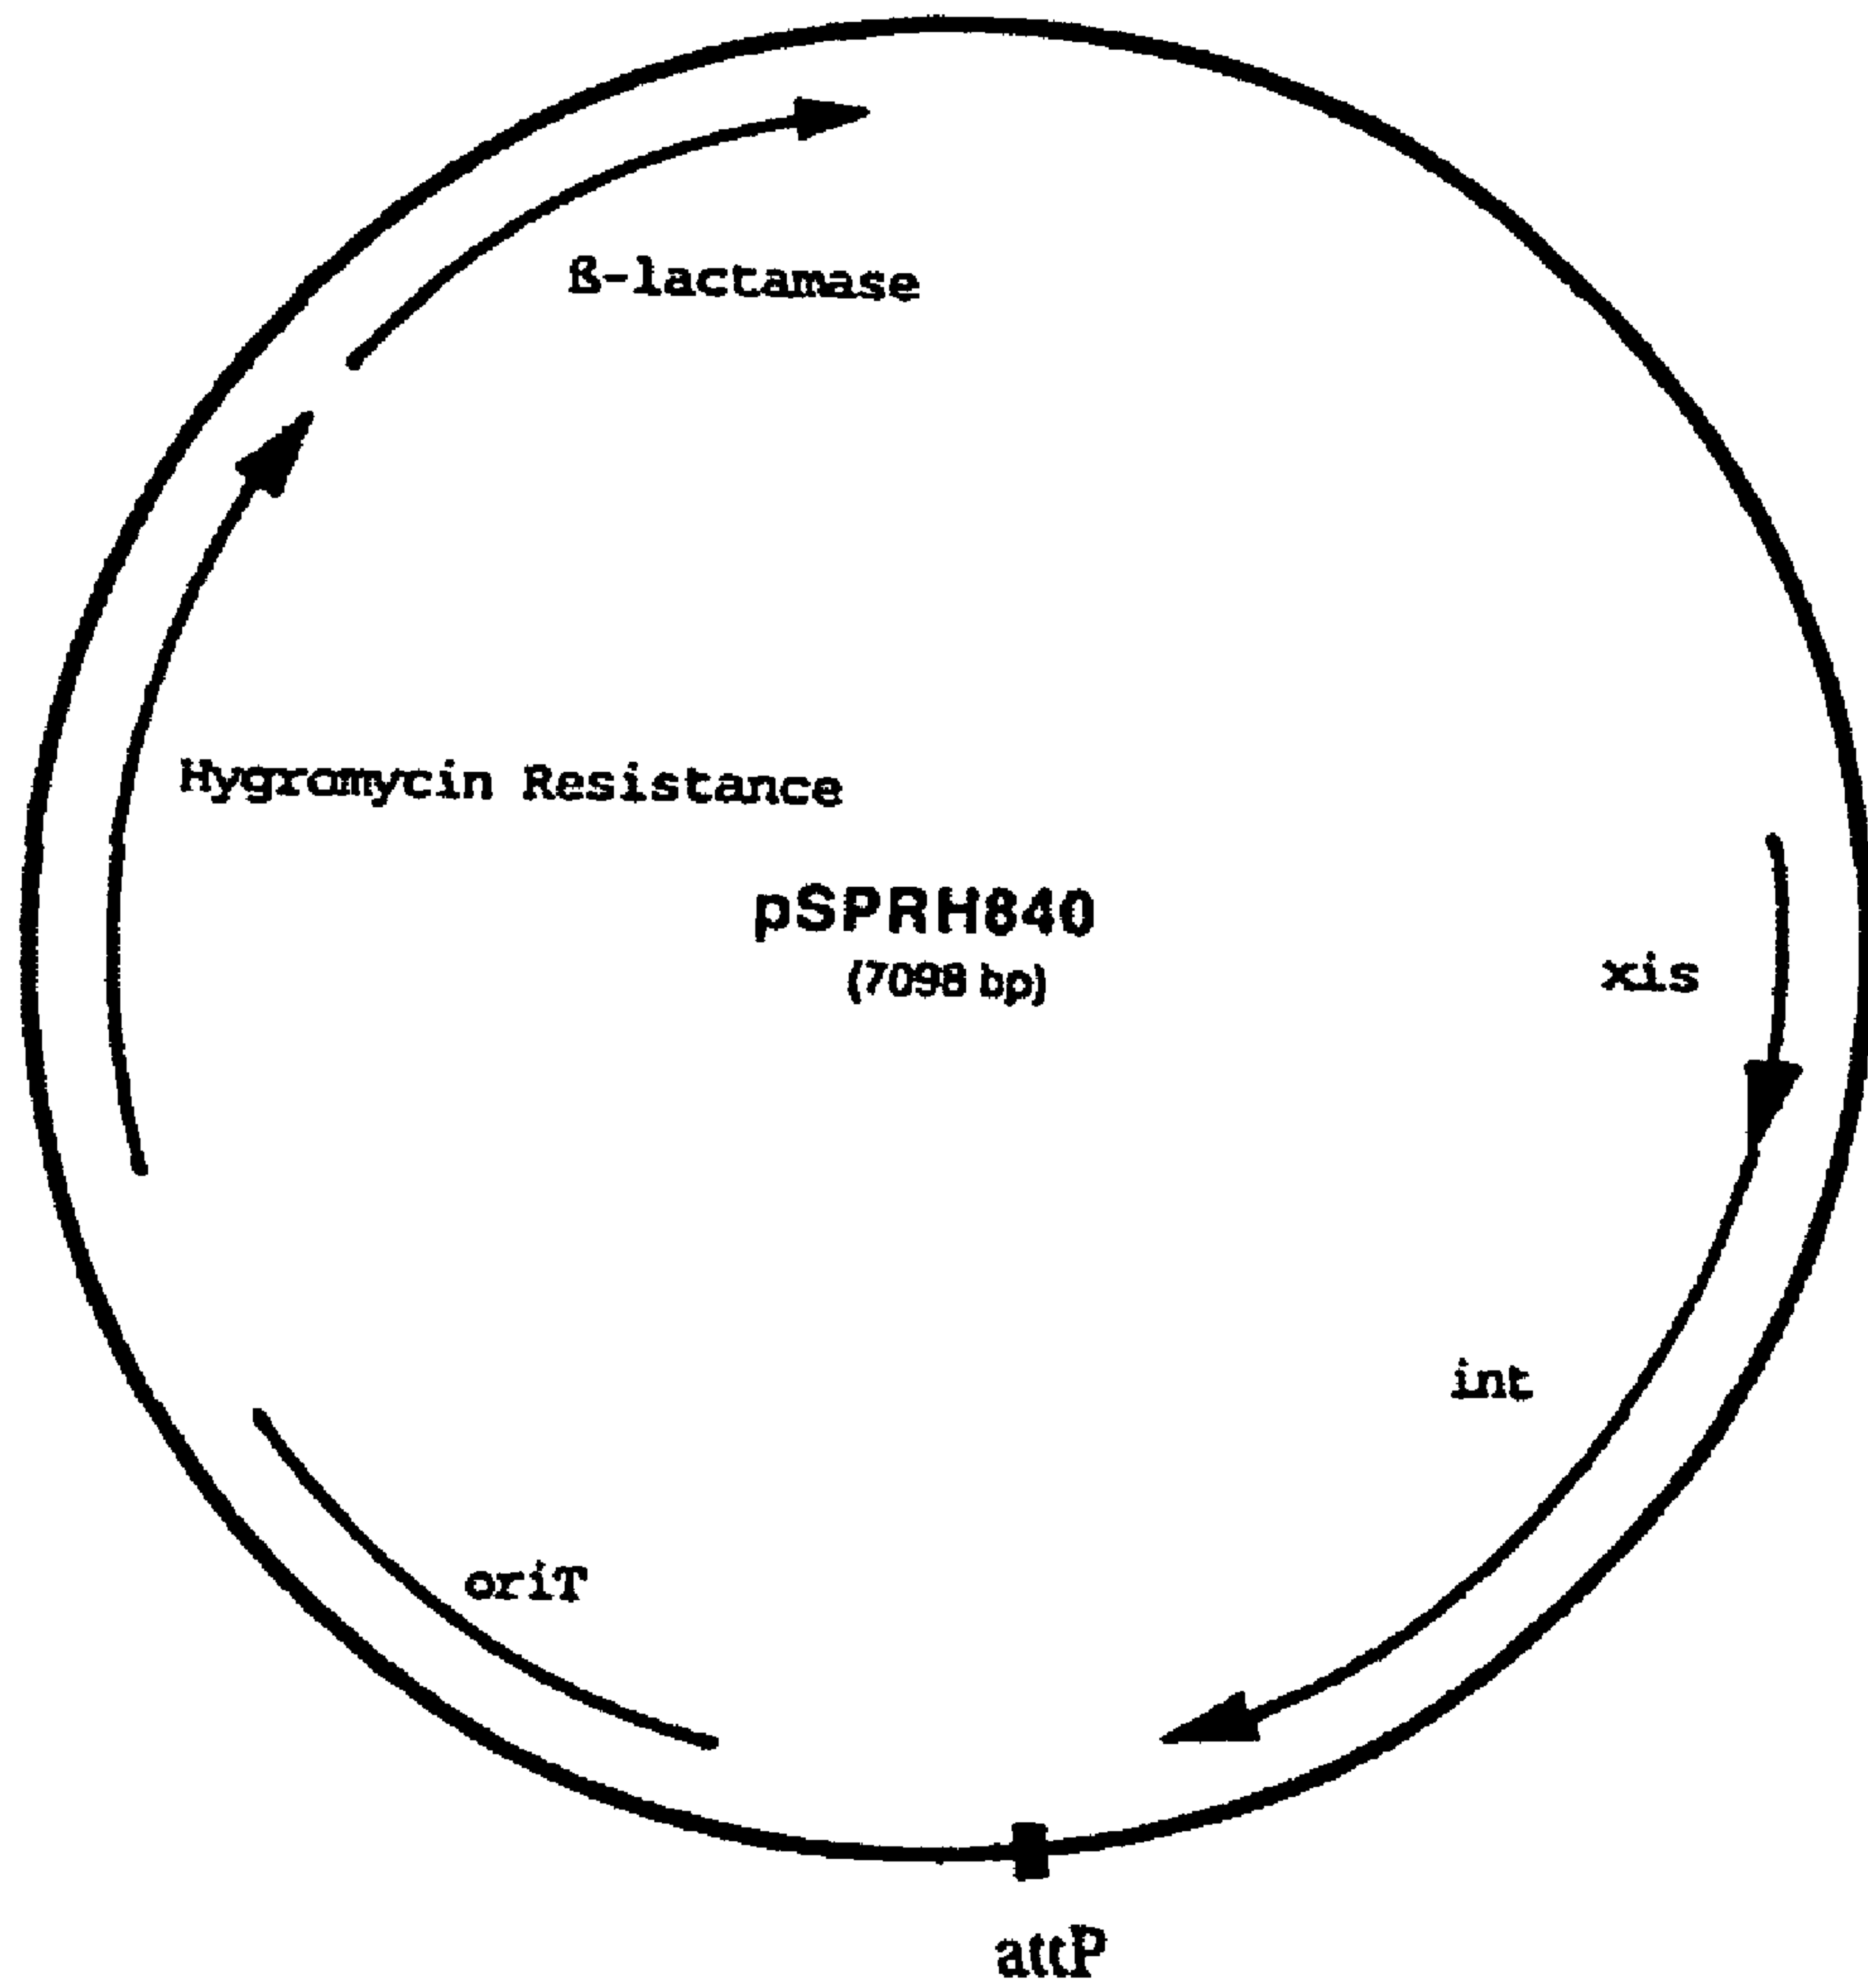 ß-lactamase
Hygromycin Resistance
pSPRH840
(7098 bp)
xis
int
oriT
attP